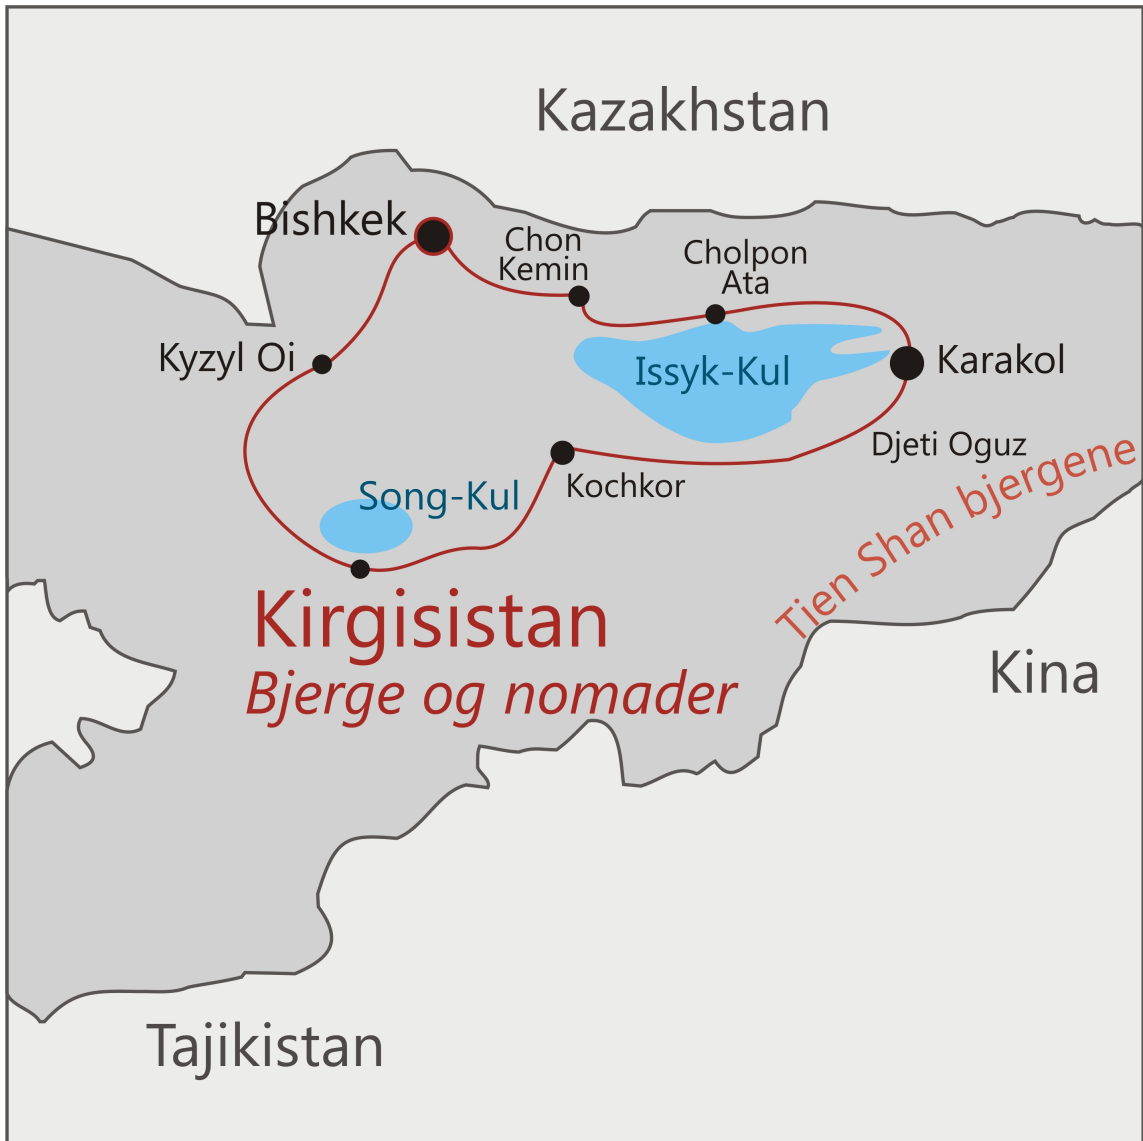 Kazakhstan
Bishkek
Chon
Kemin
Cholpon
Ata
Kyzyl Oi
Issyk-Kul
Karakol
Djeti Oguz
Kochkor
Song-Kul
Tien Shan bjergene
Kirgisistan
Bjerge og nomader
Kina
Tajikistan